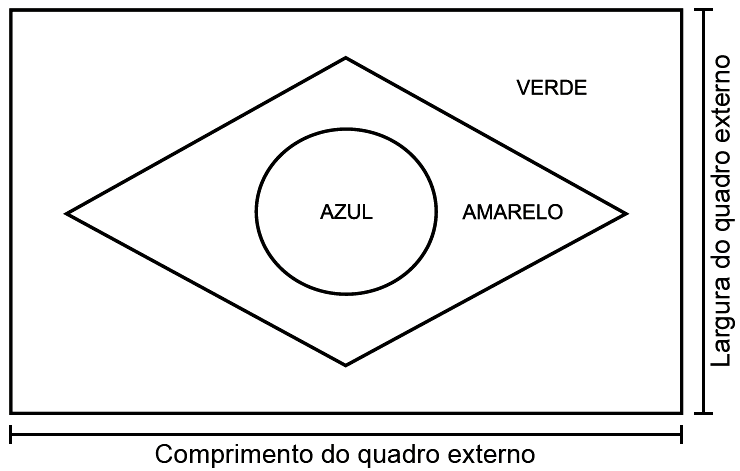 VERDE
AZUL
AMARELO
Largura do quadro externo
Comprimento do quadro externo